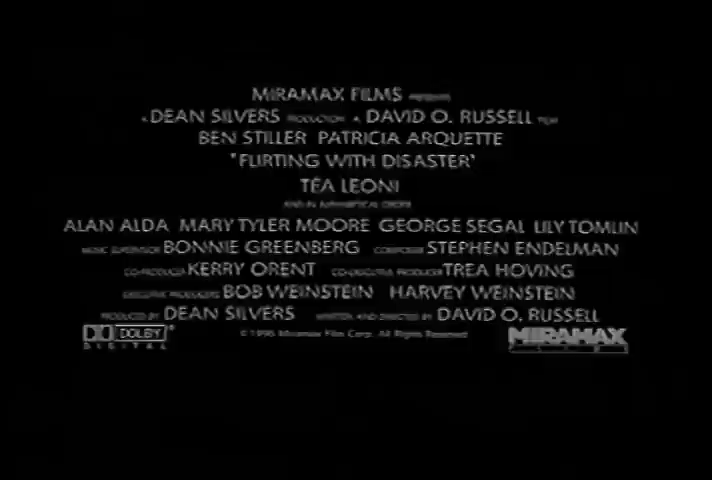 MIRAMAX FILMS PRESENTS
A DEAN SILVERS PRODUCTION A DAVID O. RUSSELL FILM
BEN STILLER PATRICIA ARQUETTE
"FLIRTING WITH DISASTER"
TÉA LEONI
AND IN ALPHABETICAL ORDER
ALAN ALDA MARY TYLER MOORE GEORGE SEGAL LILY TOMLIN
MUSIC SUPERVISOR BONNIE GREENBERG COMPOSER STEPHEN ENDELMAN
CO-PRODUCER KERRY ORENT CO-EXECUTIVE PRODUCER TREA HOVING
EXECUTIVE PRODUCERS BOB WEINSTEIN HARVEY WEINSTEIN
PRODUCED BY DEAN SILVERS WRITTEN AND DIRECTED BY DAVID O. RUSSELL
DOLBY ® DIGITAL
©1996 Miramax Film Corp. All Rights Reserved
MIRAMAX